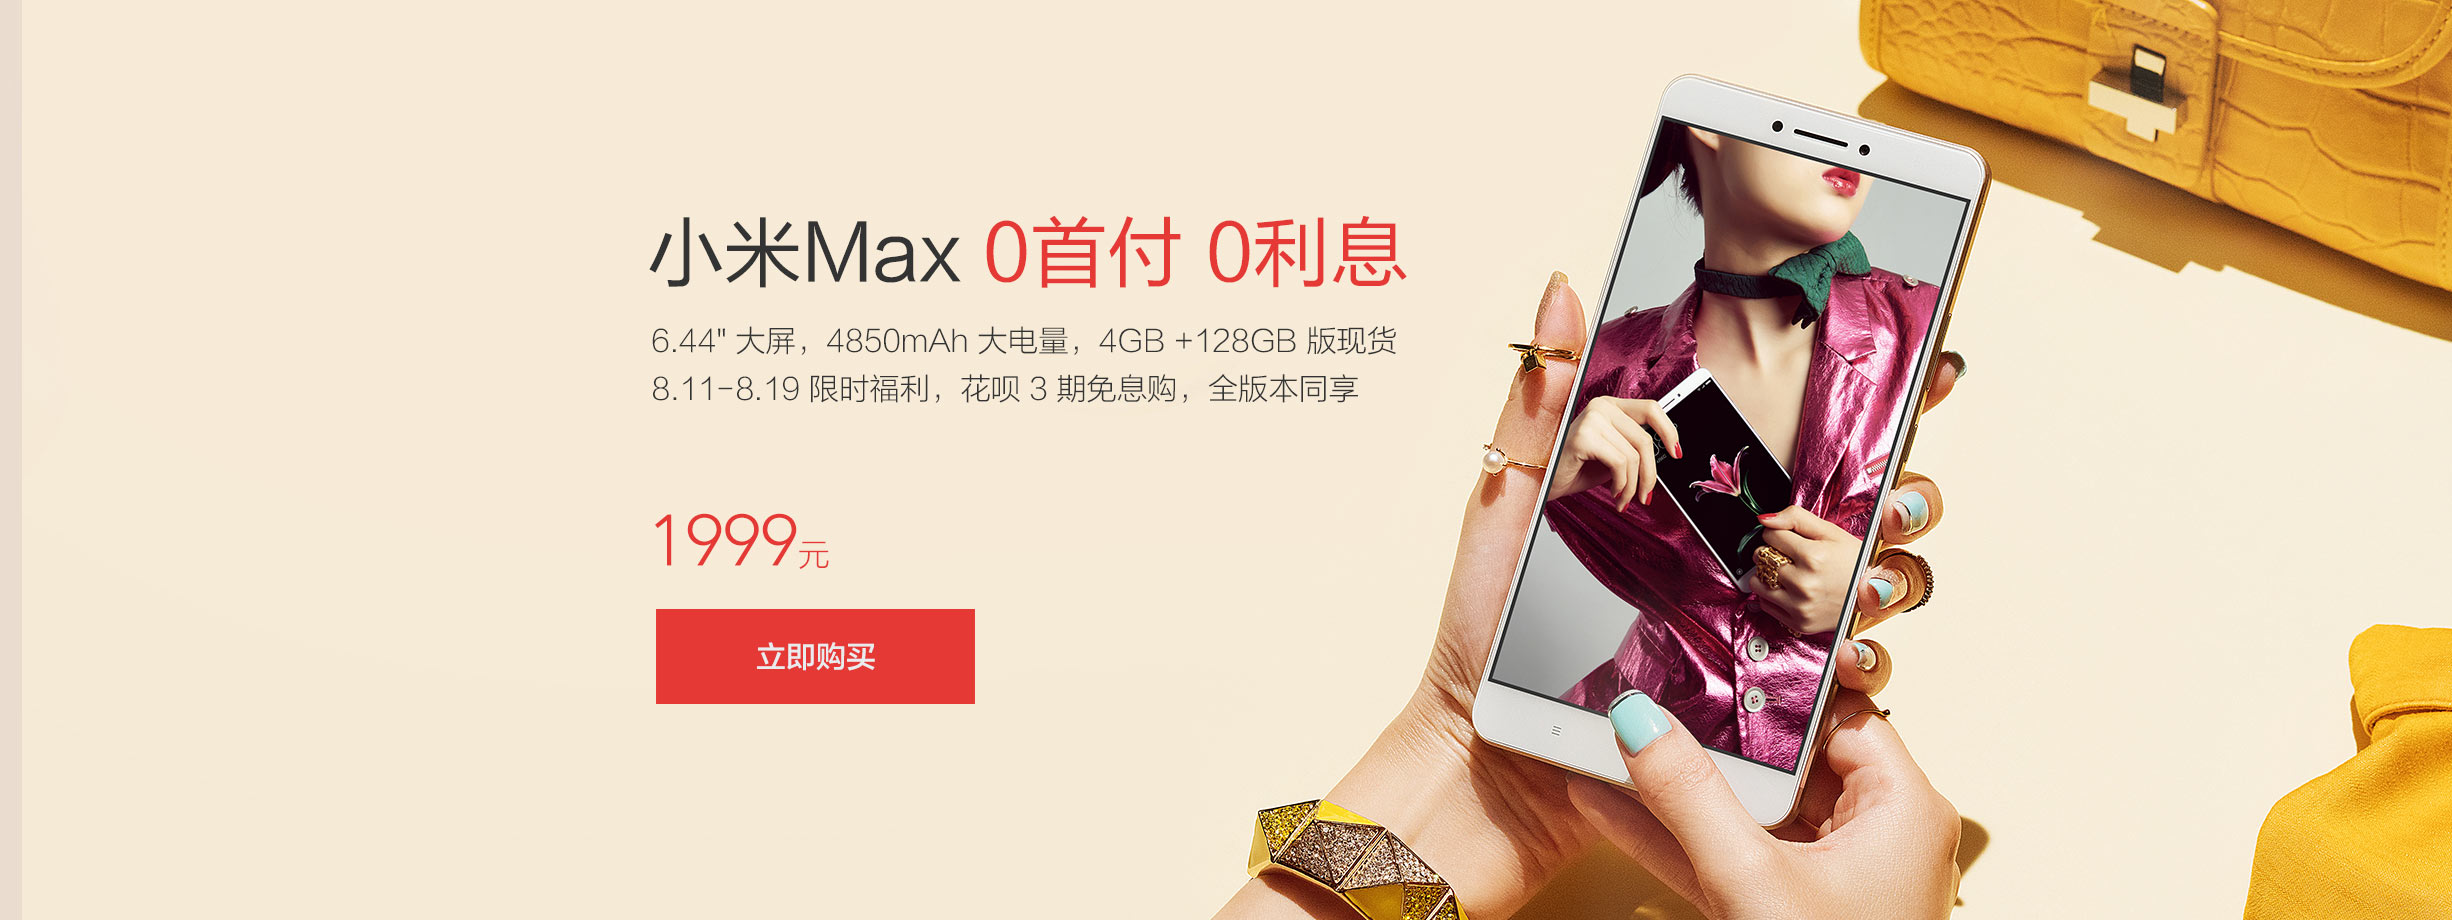 小米Max 0首付 0利息
6.44" 大屏，4850mAh 大电量，4GB +128GB 版现货
8.11-8.19 限时福利，花呗 3 期免息购，全版本同享
1999元
立即购买